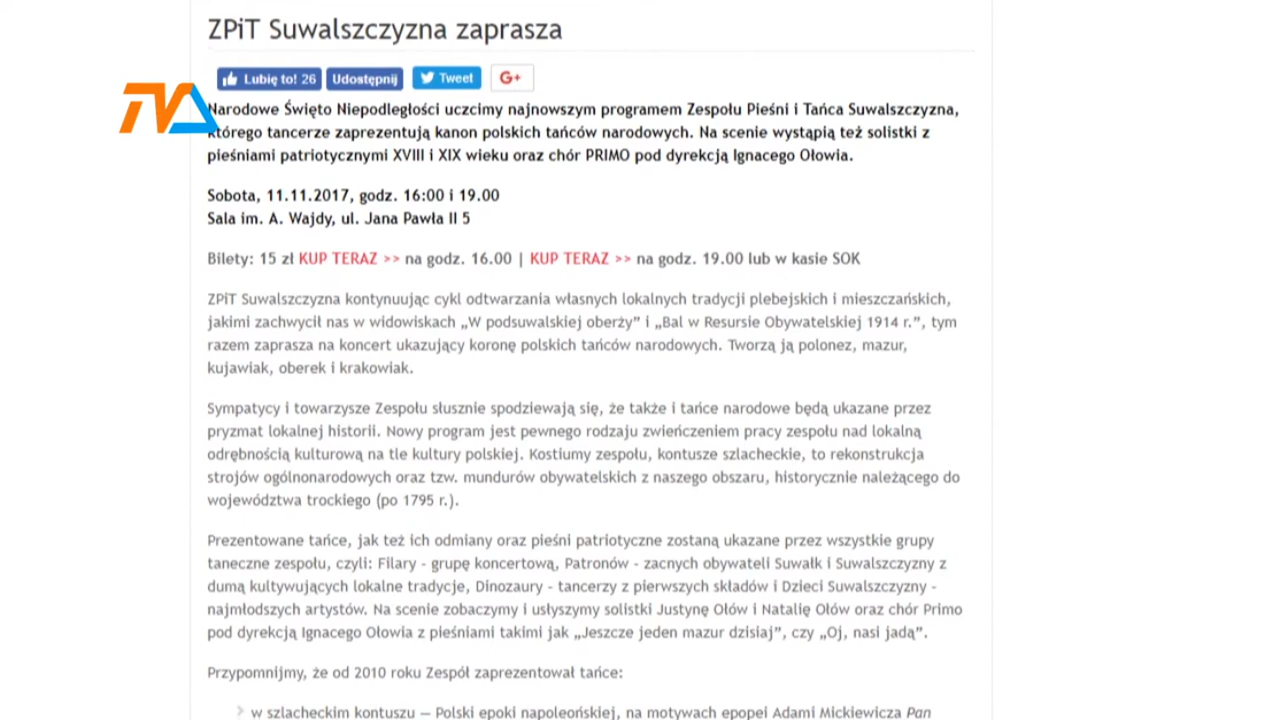 ZPiT Suwalszczyzna zaprasza
Lubię to! 26 Udostępnij Tweet G+
TVA
Narodowe Święto Niepodległości uczcimy najnowszym programem Zespołu Pieśni i Tańca Suwalszczyzna,
którego tancerze zaprezentują kanon polskich tańców narodowych. Na scenie wystąpią też solistki z
pieśniami patriotycznymi XVIII i XIX wieku oraz chór PRIMO pod dyrekcją Ignacego Ołowia.
Sobota, 11.11.2017, godz. 16:00 i 19.00
Sala im. A. Wajdy, ul. Jana Pawła II 5
Bilety: 15 zł KUP TERAZ >> na godz. 16.00 | KUP TERAZ >> na godz. 19.00 lub w kasie SOK
ZPiT Suwalszczyzna kontynuując cykl odtwarzania własnych lokalnych tradycji plebejskich i mieszczańskich,
jakimi zachwycił nas w widowiskach „W podsuwalskiej oberży” i „Bal w Resursie Obywatelskiej 1914 r.”, tym
razem zaprasza na koncert ukazujący koronę polskich tańców narodowych. Tworzą ją polonez, mazur,
kujawiak, oberek i krakowiak.
Sympatycy i towarzysze Zespołu słusznie spodziewają się, że także i tańce narodowe będą ukazane przez
pryzmat lokalnej historii. Nowy program jest pewnego rodzaju zwieńczeniem pracy zespołu nad lokalną
odrębnością kulturową na tle kultury polskiej. Kostiumy zespołu, kontusze szlacheckie, to rekonstrukcja
strojów ogólnonarodowych oraz tzw. mundurów obywatelskich z naszego obszaru, historycznie należącego do
województwa trockiego (po 1795 r.).
Prezentowane tańce, jak też ich odmiany oraz pieśni patriotyczne zostaną ukazane przez wszystkie grupy
taneczne zespołu, czyli: Filary - grupę koncertową, Patronów - zacnych obywateli Suwałk i Suwalszczyzny z
dumą kultywujących lokalne tradycje, Dinozaury - tancerzy z pierwszych składów i Dzieci Suwalszczyzny -
najmłodszych artystów. Na scenie zobaczymy i usłyszymy solistki Justynę Ołów i Natalię Ołów oraz chór Primo
pod dyrekcją Ignacego Ołowia z pieśniami takimi jak „Jeszcze jeden mazur dzisiaj”, czy „Oj, nasi jadą”.
Przypomnijmy, że od 2010 roku Zespół zaprezentował tańce:
w szlacheckim kontuszu — Polski epoki napoleońskiej, na motywach epopei Adami Mickiewicza Pan